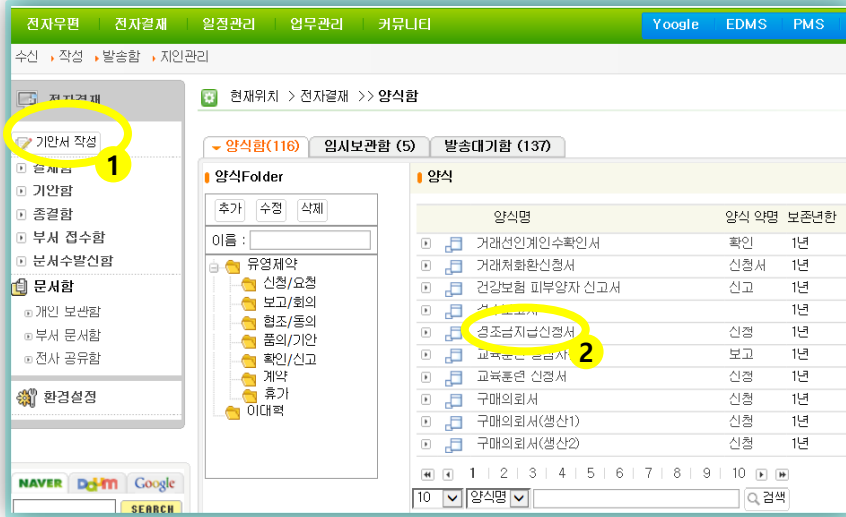 전자우편 전자결재 일정관리 업무관리 커뮤니티 Yoogle EDMS PMS
수신 작성 발송함 지인관리
전자결재
현재위치 > 전자결재 >> 양식함
기안서 작성
1
양식함(116) 임시보관함 (5) 발송대기함 (137)
결재함
기안함
종결함
부서 접수함
문서수발신함
문서함
개인 보관함
부서 문서함
전사 공유함
환경설정
NAVER Daum Google
SEARCH
양식Folder
추가 수정 삭제
이름 :
유영제약
신청/요청
보고/회의
협조/동의
품의/기안
확인/신고
계약
휴가
이대혁
양식
양식명 양식 약명 보존년한
거래선인계인수확인서 확인 1년
거래처화환신청서 신청서 1년
건강보험 피부양자 신고서 신고 1년
1년
경조금지급신청서 신청 1년
2
교육훈련 보고 1년
교육훈련 신청서 신청 1년
구매의뢰서 신청 1년
구매의뢰서(생산1) 신청 1년
구매의뢰서(생산2) 신청 1년
1 | 2 | 3 | 4 | 5 | 6 | 7 | 8 | 9 | 10
10 양식명 검색